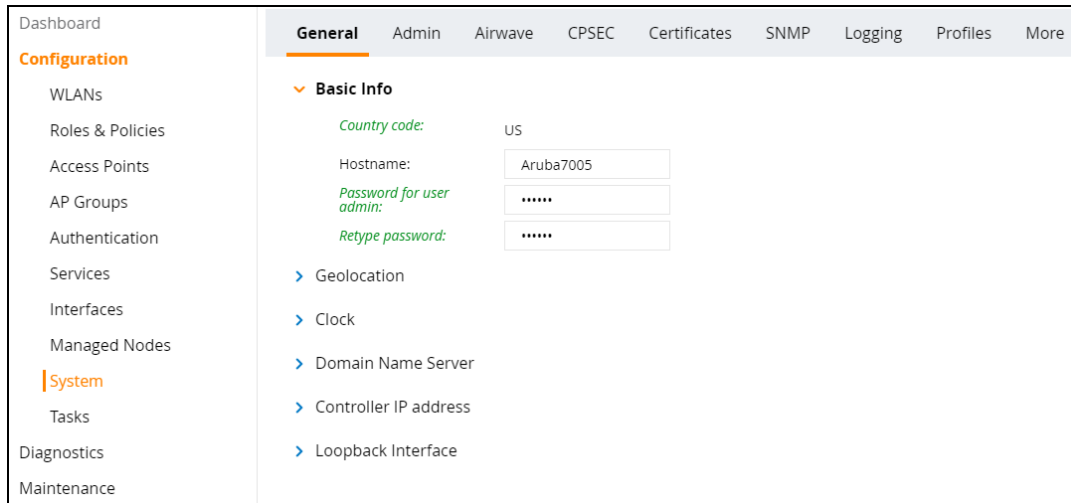 Dashboard
Configuration
WLANs
Roles & Policies
Access Points
AP Groups
Authentication
Services
Interfaces
Managed Nodes
System
Tasks
Diagnostics
Maintenance
General Admin Airwave CPSEC Certificates SNMP Logging Profiles More
Basic Info
Country code: US
Hostname: Aruba7005
Password for user
admin: ••••••
Retype password: ••••••
Geolocation
Clock
Domain Name Server
Controller IP address
Loopback Interface